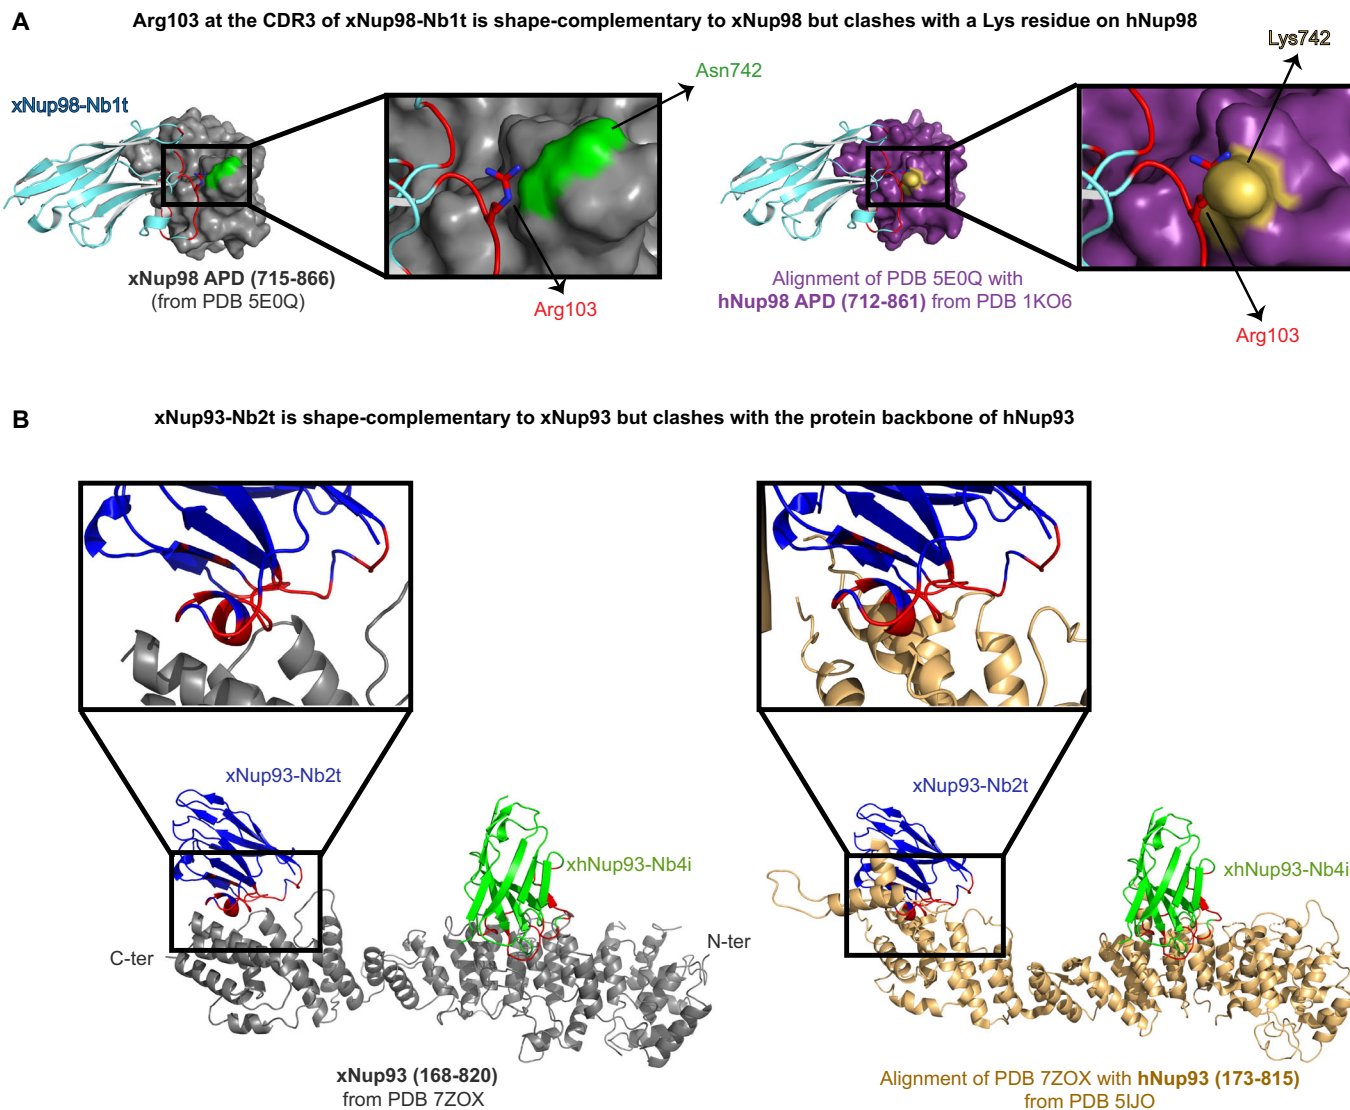 A
Arg103 at the CDR3 of xNup98-Nb1t is shape-complementary to xNup98 but clashes with a Lys residue on hNup98
Lys742
Asn742
xNup98-Nb1t
xNup98 APD (715-866)
(from PDB 5E0Q)
Arg103
Alignment of PDB 5E0Q with
hNup98 APD (712-861) from PDB 1KO6
Arg103
B
xNup93-Nb2t is shape-complementary to xNup93 but clashes with the protein backbone of hNup93
xNup93-Nb2t
xhNup93-Nb4i
C-ter
N-ter
xNup93 (168-820)
from PDB 7ZOX
xNup93-Nb2t
xhNup93-Nb4i
Alignment of PDB 7ZOX with hNup93 (173-815)
from PDB 5IJO